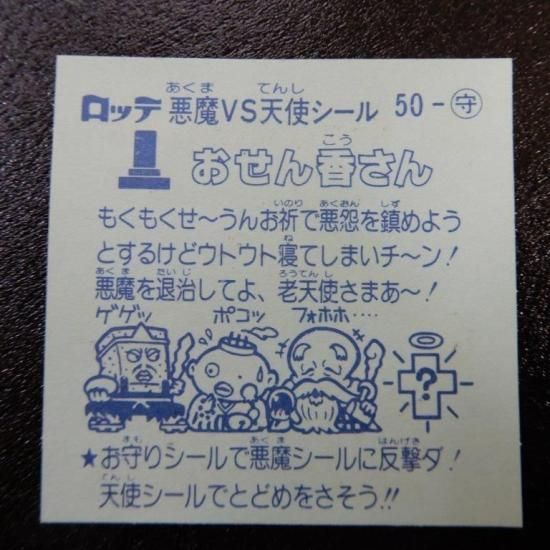 ロッテ 悪魔VS天使シール 50-守
おせん香さん
もくもくせ〜うんお祈で悪怨を鎮めよう
とするけどウトウト寝てしまいチ〜ン!
悪魔を退治してよ、老天使さまあ〜!
ゲゲッ ポコッ フォホホ‥‥
?
★お守りシールで悪魔シールに反撃ダ!
天使シールでとどめをさそう!!